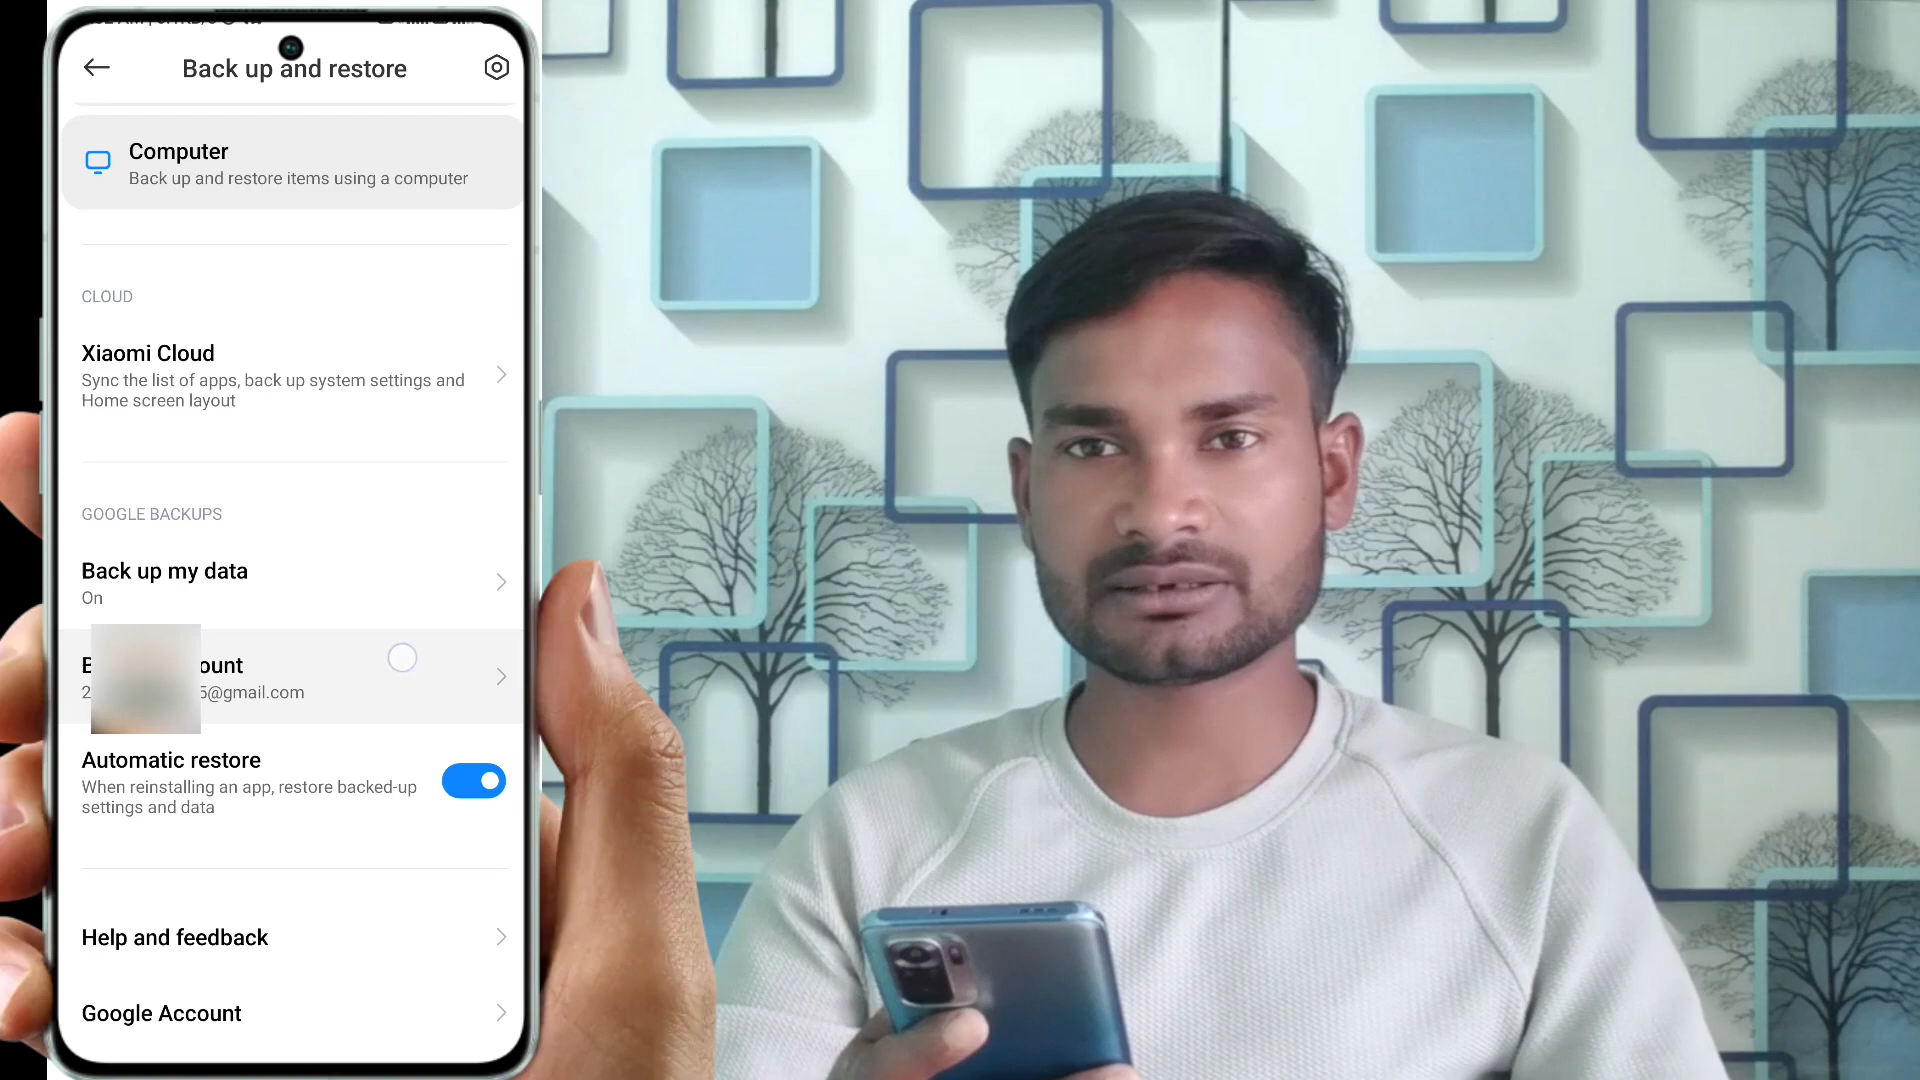 Back up and restore
Computer
Back up and restore items using a computer
CLOUD
Xiaomi Cloud
Sync the list of apps, back up system settings and
Home screen layout
GOOGLE BACKUPS
Back up my data
On
B ount
2 5@gmail.com
Automatic restore
When reinstalling an app, restore backed-up
settings and data
Help and feedback
Google Account